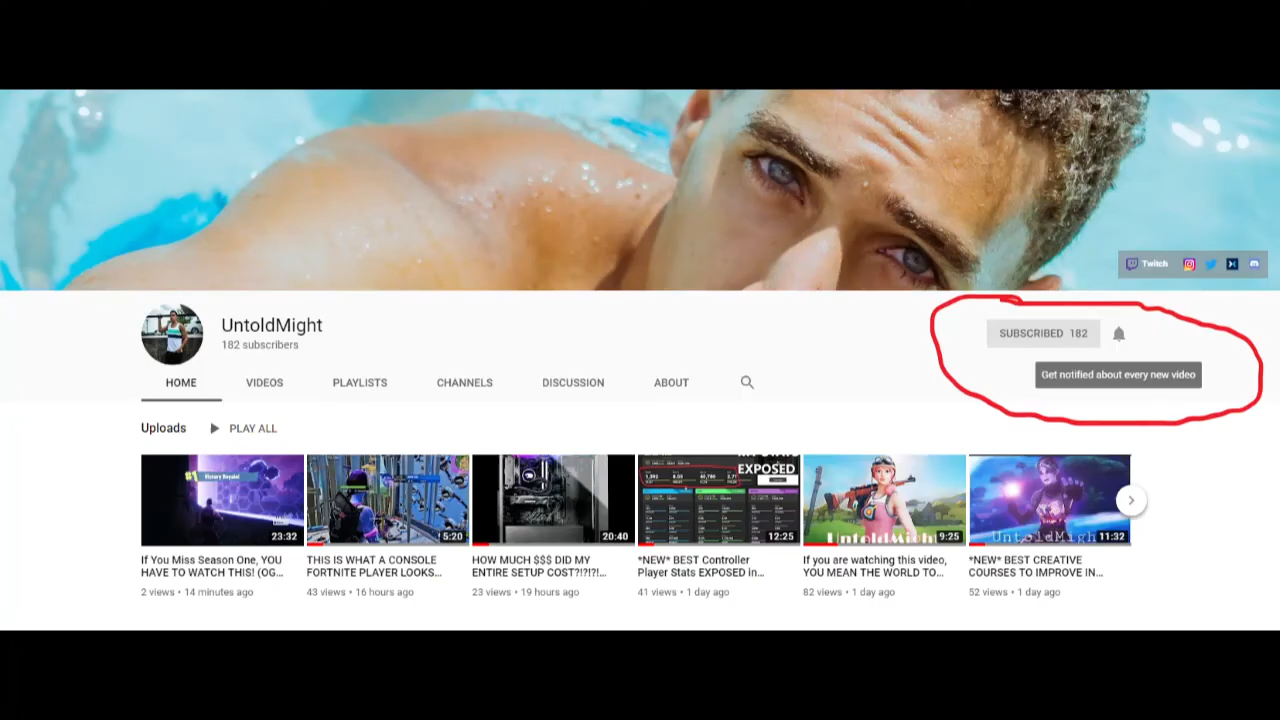 Twitch
UntoldMight
182 subscribers
SUBSCRIBED 182
Get notified about every new video
HOME VIDEOS PLAYLISTS CHANNELS DISCUSSION ABOUT
Uploads PLAY ALL
Victory Royale!
EXPOSED
UntoldMight
UntoldMight
23:32
5:20
20:40
12:25
9:25
11:32
If You Miss Season One, YOU
HAVE TO WATCH THIS! (OG...
2 views • 14 minutes ago
THIS IS WHAT A CONSOLE
FORTNITE PLAYER LOOKS...
43 views • 16 hours ago
HOW MUCH $$$ DID MY
ENTIRE SETUP COST?!?!?!...
23 views • 19 hours ago
*NEW* BEST Controller
Player Stats EXPOSED in...
41 views • 1 day ago
If you are watching this video,
YOU MEAN THE WORLD TO...
82 views • 1 day ago
*NEW* BEST CREATIVE
COURSES TO IMPROVE IN...
52 views • 1 day ago